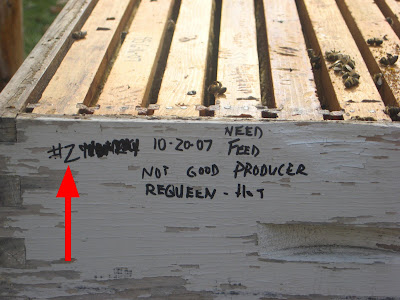 NEED
#2 10-20-07 FEED
NOT GOOD PRODUCER
REQUEEN - HOT